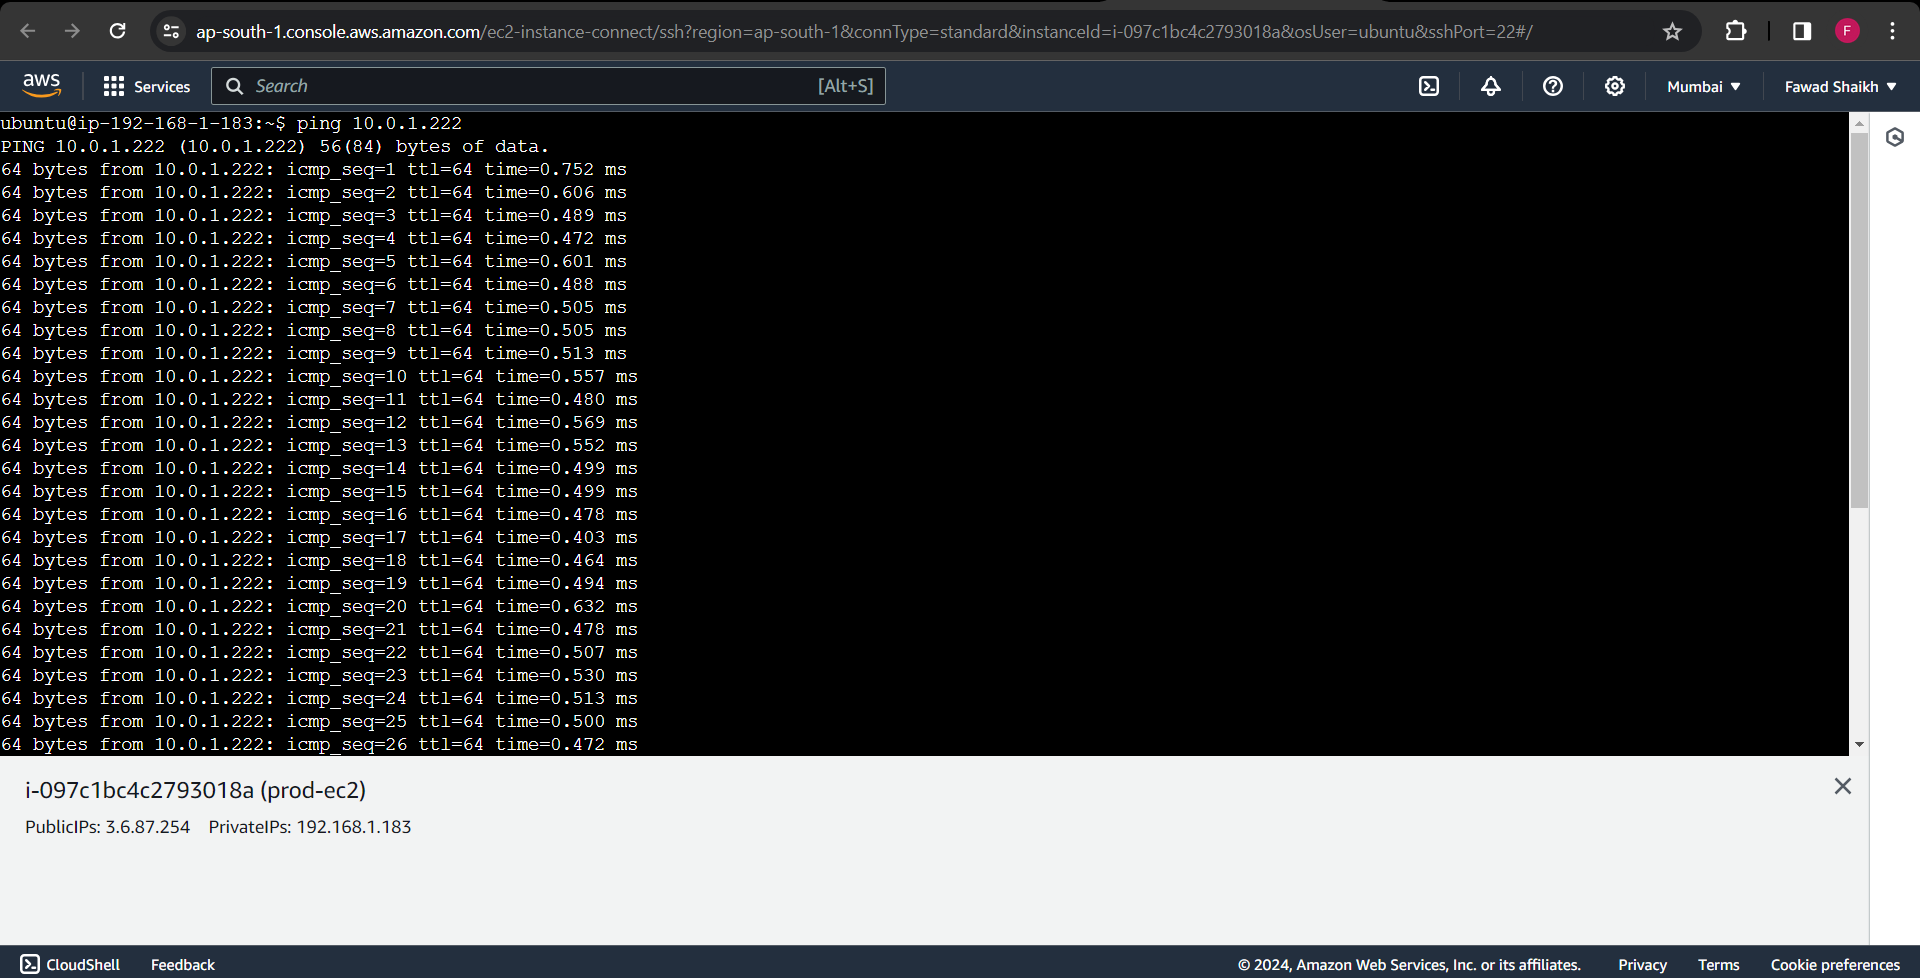 ap-south-1.console.aws.amazon.com/ec2-instance-connect/ssh?region=ap-south-1&connType=standard&instanceId=i-097c1bc4c2793018a&osUser=ubuntu&sshPort=22#/
F
aws Services Search [Alt+S] Mumbai Fawad Shaikh
ubuntu@ip-192-168-1-183:~$ ping 10.0.1.222
PING 10.0.1.222 (10.0.1.222) 56(84) bytes of data.
64 bytes from 10.0.1.222: icmp_seq=1 ttl=64 time=0.752 ms
64 bytes from 10.0.1.222: icmp_seq=2 ttl=64 time=0.606 ms
64 bytes from 10.0.1.222: icmp_seq=3 ttl=64 time=0.489 ms
64 bytes from 10.0.1.222: icmp_seq=4 ttl=64 time=0.472 ms
64 bytes from 10.0.1.222: icmp_seq=5 ttl=64 time=0.601 ms
64 bytes from 10.0.1.222: icmp_seq=6 ttl=64 time=0.488 ms
64 bytes from 10.0.1.222: icmp_seq=7 ttl=64 time=0.505 ms
64 bytes from 10.0.1.222: icmp_seq=8 ttl=64 time=0.505 ms
64 bytes from 10.0.1.222: icmp_seq=9 ttl=64 time=0.513 ms
64 bytes from 10.0.1.222: icmp_seq=10 ttl=64 time=0.557 ms
64 bytes from 10.0.1.222: icmp_seq=11 ttl=64 time=0.480 ms
64 bytes from 10.0.1.222: icmp_seq=12 ttl=64 time=0.569 ms
64 bytes from 10.0.1.222: icmp_seq=13 ttl=64 time=0.552 ms
64 bytes from 10.0.1.222: icmp_seq=14 ttl=64 time=0.499 ms
64 bytes from 10.0.1.222: icmp_seq=15 ttl=64 time=0.499 ms
64 bytes from 10.0.1.222: icmp_seq=16 ttl=64 time=0.478 ms
64 bytes from 10.0.1.222: icmp_seq=17 ttl=64 time=0.403 ms
64 bytes from 10.0.1.222: icmp_seq=18 ttl=64 time=0.464 ms
64 bytes from 10.0.1.222: icmp_seq=19 ttl=64 time=0.494 ms
64 bytes from 10.0.1.222: icmp_seq=20 ttl=64 time=0.632 ms
64 bytes from 10.0.1.222: icmp_seq=21 ttl=64 time=0.478 ms
64 bytes from 10.0.1.222: icmp_seq=22 ttl=64 time=0.507 ms
64 bytes from 10.0.1.222: icmp_seq=23 ttl=64 time=0.530 ms
64 bytes from 10.0.1.222: icmp_seq=24 ttl=64 time=0.513 ms
64 bytes from 10.0.1.222: icmp_seq=25 ttl=64 time=0.500 ms
64 bytes from 10.0.1.222: icmp_seq=26 ttl=64 time=0.472 ms
i-097c1bc4c2793018a (prod-ec2)
PublicIPs: 3.6.87.254 PrivateIPs: 192.168.1.183
CloudShell Feedback © 2024, Amazon Web Services, Inc. or its affiliates. Privacy Terms Cookie preferences